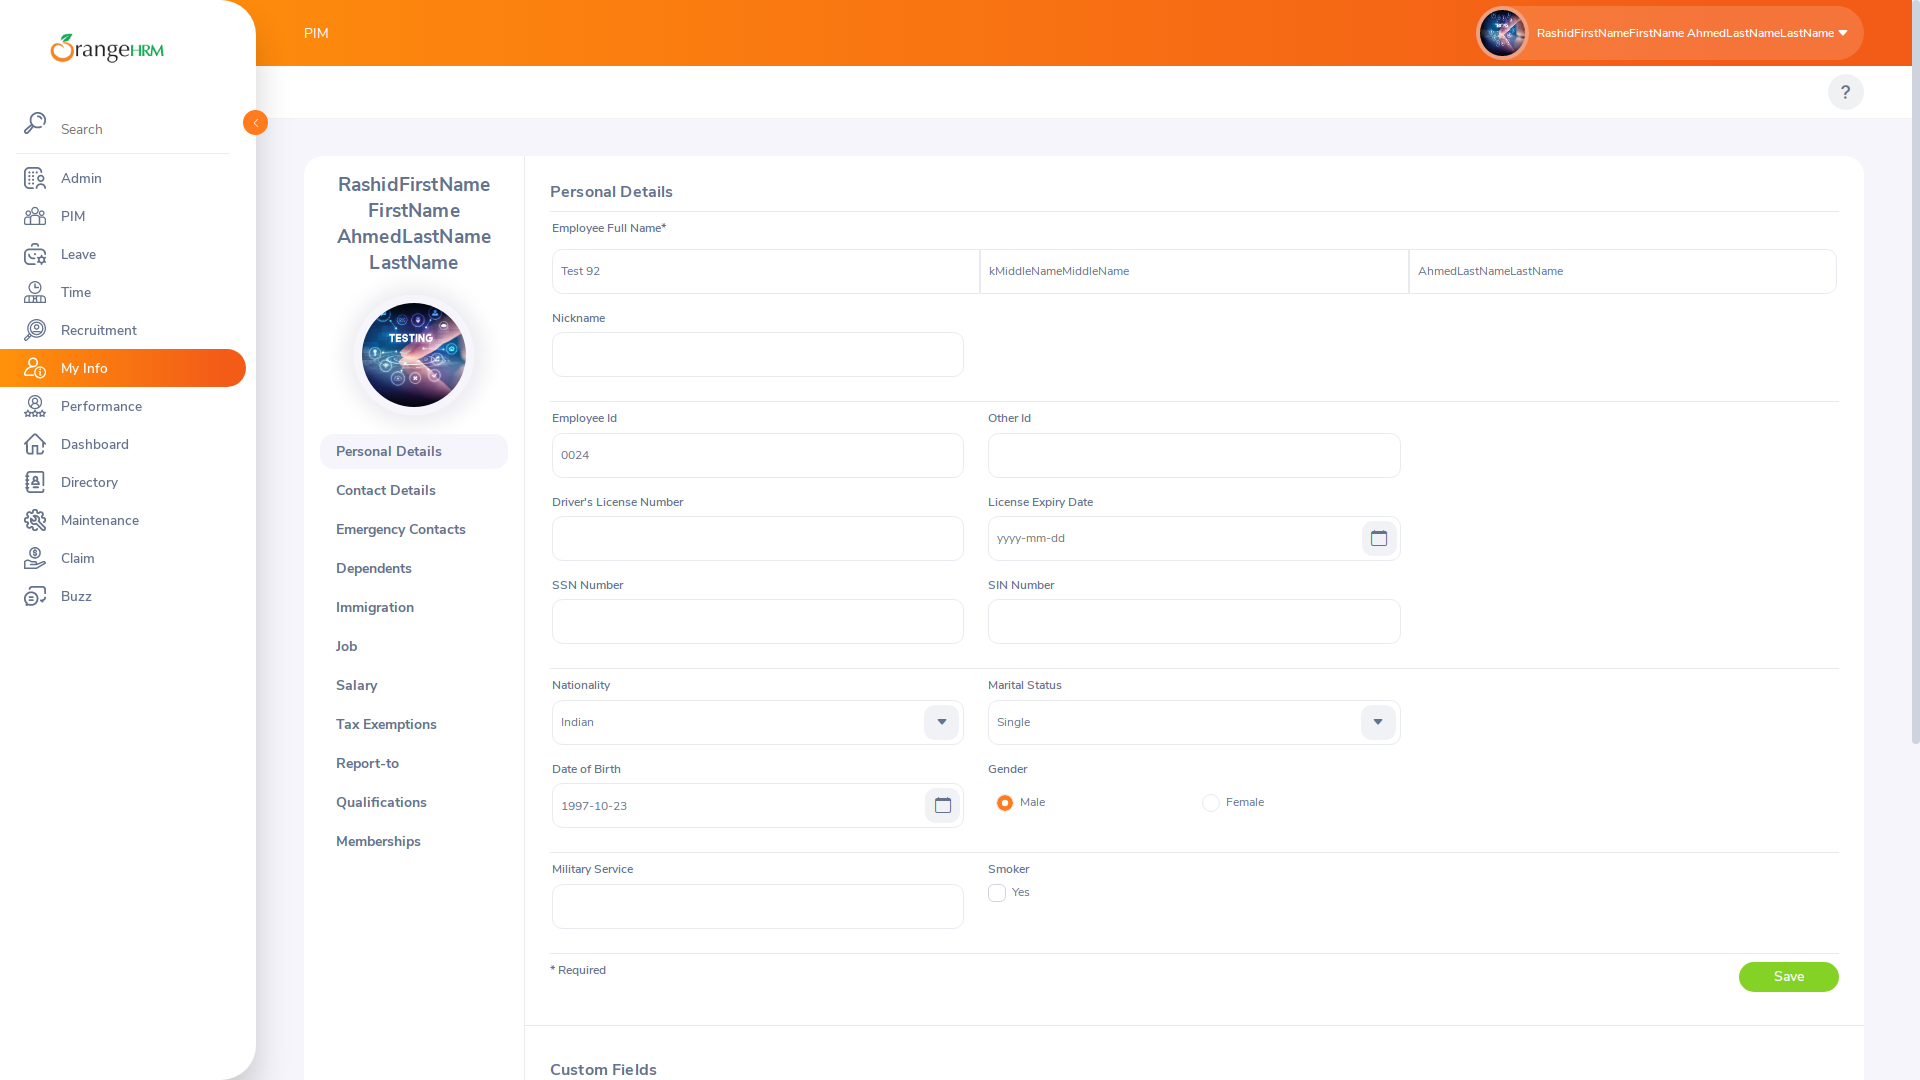 OrangeHRM
Search
Admin
PIM
Leave
Time
Recruitment
My Info
Performance
Dashboard
Directory
Maintenance
Claim
Buzz
PIM
RashidFirstNameFirstName AhmedLastNameLastName
?
RashidFirstName
FirstName
AhmedLastName
LastName
TESTING
Personal Details
Contact Details
Emergency Contacts
Dependents
Immigration
Job
Salary
Tax Exemptions
Report-to
Qualifications
Memberships
Personal Details
Employee Full Name*
Test 92 kMiddleNameMiddleName AhmedLastNameLastName
Nickname
Employee Id Other Id
0024
Driver's License Number License Expiry Date
yyyy-mm-dd
SSN Number SIN Number
Nationality Marital Status
Indian Single
Date of Birth Gender
1997-10-23 Male Female
Military Service Smoker
Yes
* Required
Save
Custom Fields